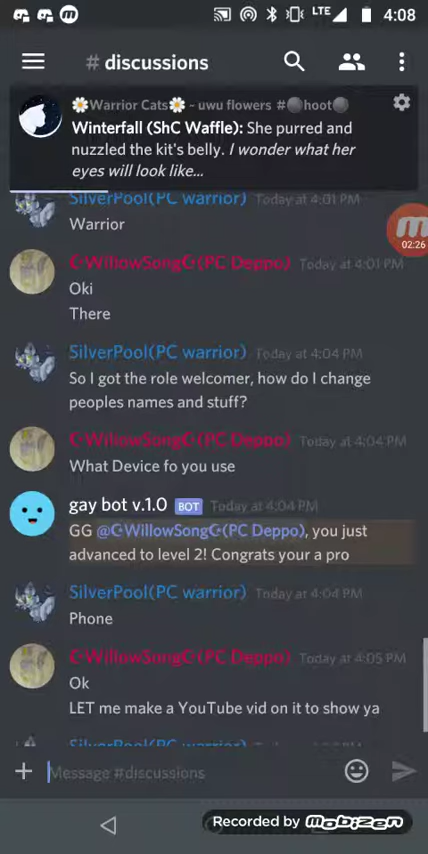 LTE 4:08
# discussions
🌼Warrior Cats🌼 - uwu flowers #🌑hoot🌑
Winterfall (ShC Waffle): She purred and
nuzzled the kit's belly. I wonder what her
eyes will look like...
SilverPool(PC warrior) Today at 4:01 PM
02:26
Warrior
☪WillowSong☪(PC Deppo) Today at 4:01 PM
Oki
There
SilverPool(PC warrior) Today at 4:04 PM
So I got the role welcomer, how do I change
peoples names and stuff?
☪WillowSong☪(PC Deppo) Today at 4:04 PM
What Device fo you use
gay bot v.1.0 BOT Today at 4:04 PM
GG @☪WillowSong☪(PC Deppo), you just
advanced to level 2! Congrats your a pro
SilverPool(PC warrior) Today at 4:04 PM
Phone
☪WillowSong☪(PC Deppo) Today at 4:05 PM
Ok
LET me make a YouTube vid on it to show ya
SilverPool(PC warrior)
Message #discussions
Recorded by mobizen